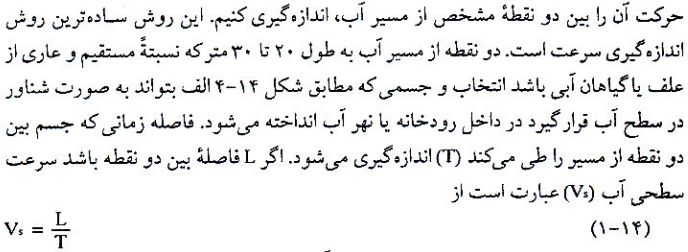 حرکت آن را بین دو نقطهٔ مشخص از مسیر آب، اندازه‌گیری کنیم. این روش ساده‌ترین روش
اندازه‌گیری سرعت است. دو نقطه از مسیر آب به طول ۲۰ تا ۳۰ متر که نسبتهً مستقیم و عاری از
علف یا گیاهان آبی باشد انتخاب و جسمی که مطابق شکل ۱۴-۴ الف بتواند به صورت شناور
در سطح آب قرار گیرد در داخل رودخانه یا نهر آب انداخته می‌شود. فاصله زمانی که جسم بین
دو نقطه از مسیر را طی می‌کند (T) اندازه‌گیری می‌شود. اگر L فاصلهٔ بین دو نقطه باشد سرعت
سطحی آب (Vs) عبارت است از
(۱-۱۴) Vs = L/T